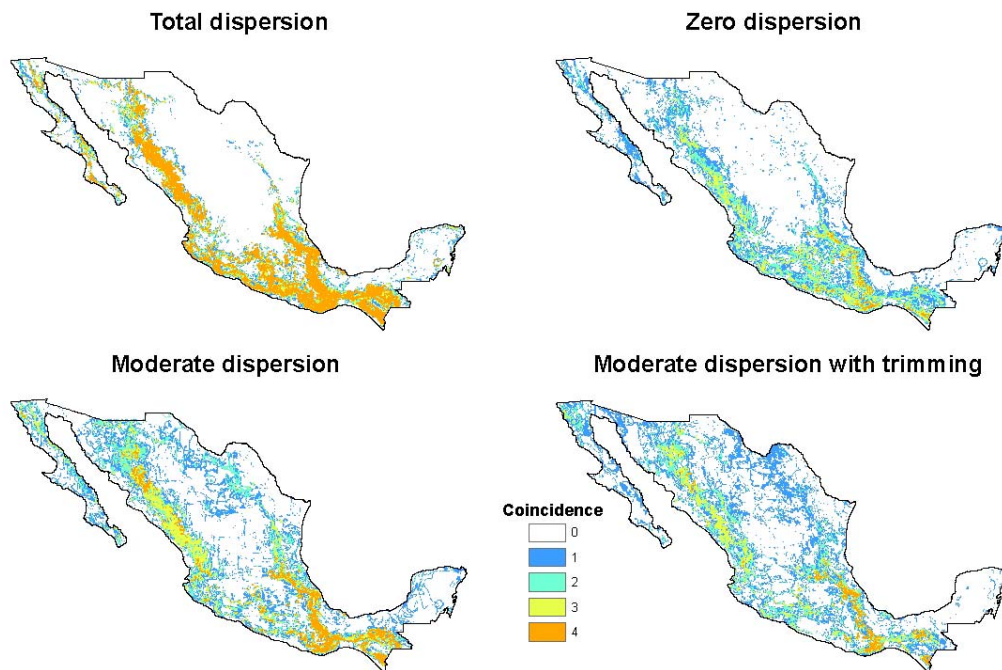 Total dispersion
Zero dispersion
Moderate dispersion
Moderate dispersion with trimming
Coincidence
0
1
2
3
4